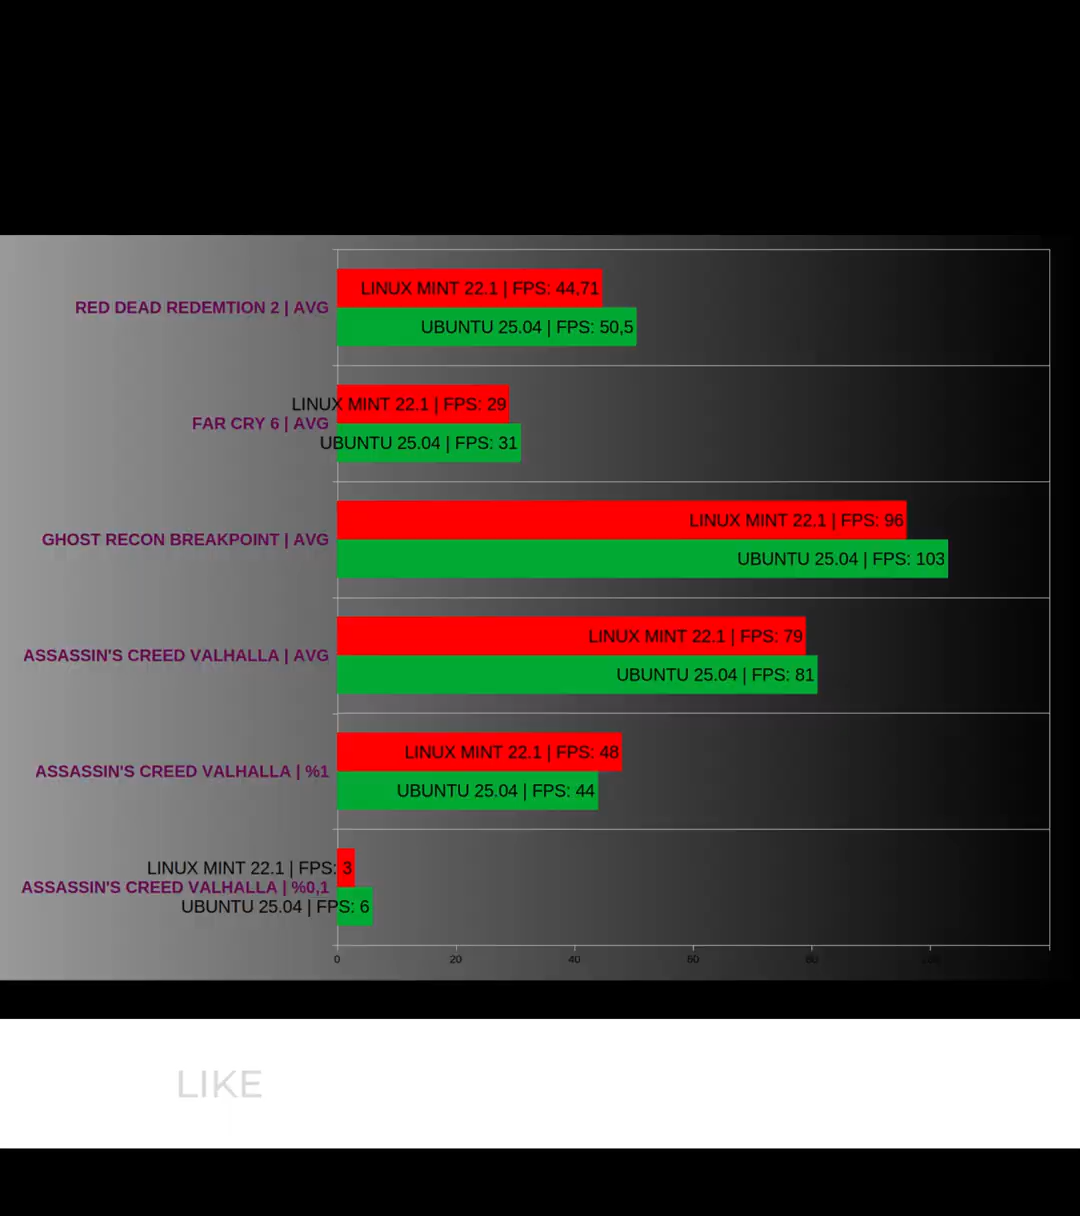 LINUX MINT 22.1 | FPS: 44,71
RED DEAD REDEMTION 2 | AVG
UBUNTU 25.04 | FPS: 50,5
LINUX MINT 22.1 | FPS: 29
FAR CRY 6 | AVG
UBUNTU 25.04 | FPS: 31
LINUX MINT 22.1 | FPS: 96
GHOST RECON BREAKPOINT | AVG
UBUNTU 25.04 | FPS: 103
LINUX MINT 22.1 | FPS: 79
ASSASSIN'S CREED VALHALLA | AVG
UBUNTU 25.04 | FPS: 81
LINUX MINT 22.1 | FPS: 48
ASSASSIN'S CREED VALHALLA | %1
UBUNTU 25.04 | FPS: 44
LINUX MINT 22.1 | FPS: 3
ASSASSIN'S CREED VALHALLA | %0,1
UBUNTU 25.04 | FPS: 6
0 20 40 60 80 100
LIKE